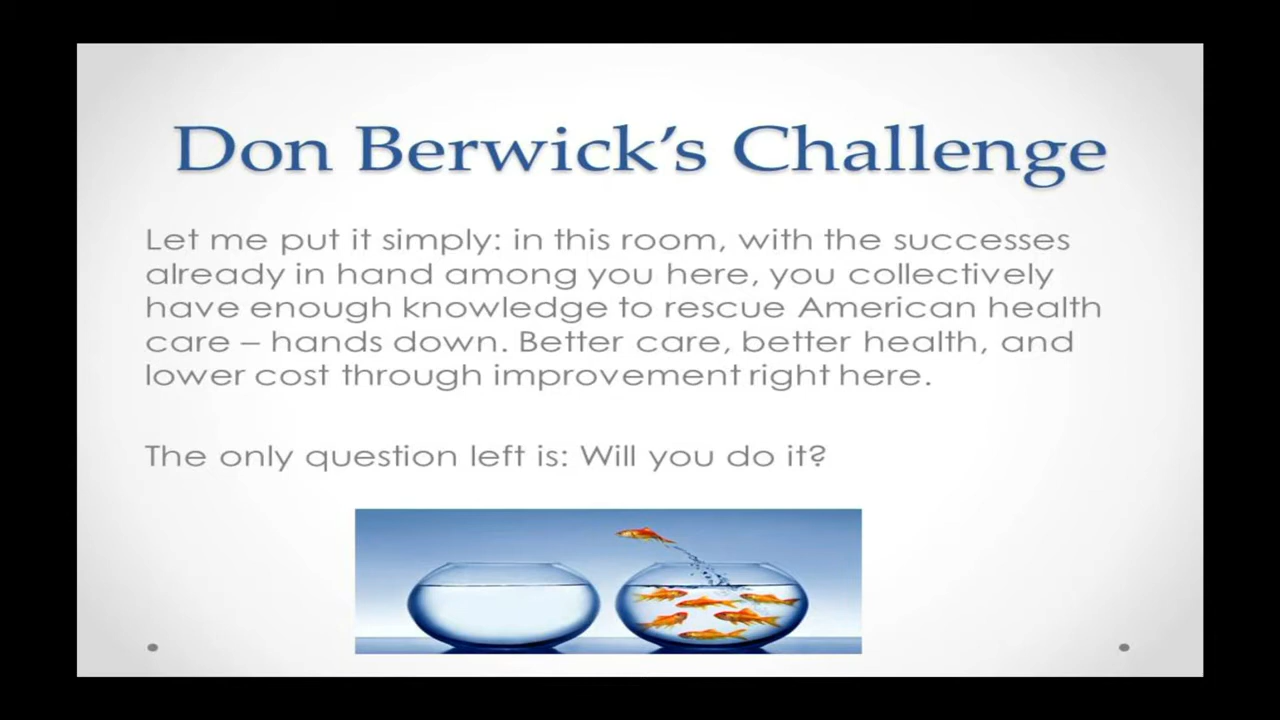 Don Berwick's Challenge
Let me put it simply: in this room, with the successes
already in hand among you here, you collectively
have enough knowledge to rescue American health
care – hands down. Better care, better health, and
lower cost through improvement right here.
The only question left is: Will you do it?